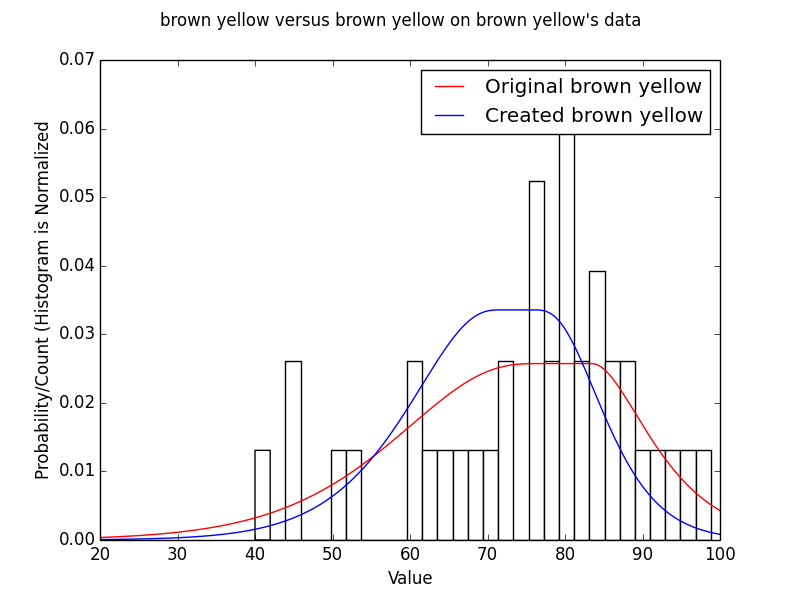 brown yellow versus brown yellow on brown yellow's data
0.07
0.06
0.05
0.04
0.03
0.02
0.01
0.00
Probability/Count (Histogram is Normalized
Original brown yellow
Created brown yellow
20 30 40 50 60 70 80 90 100
Value